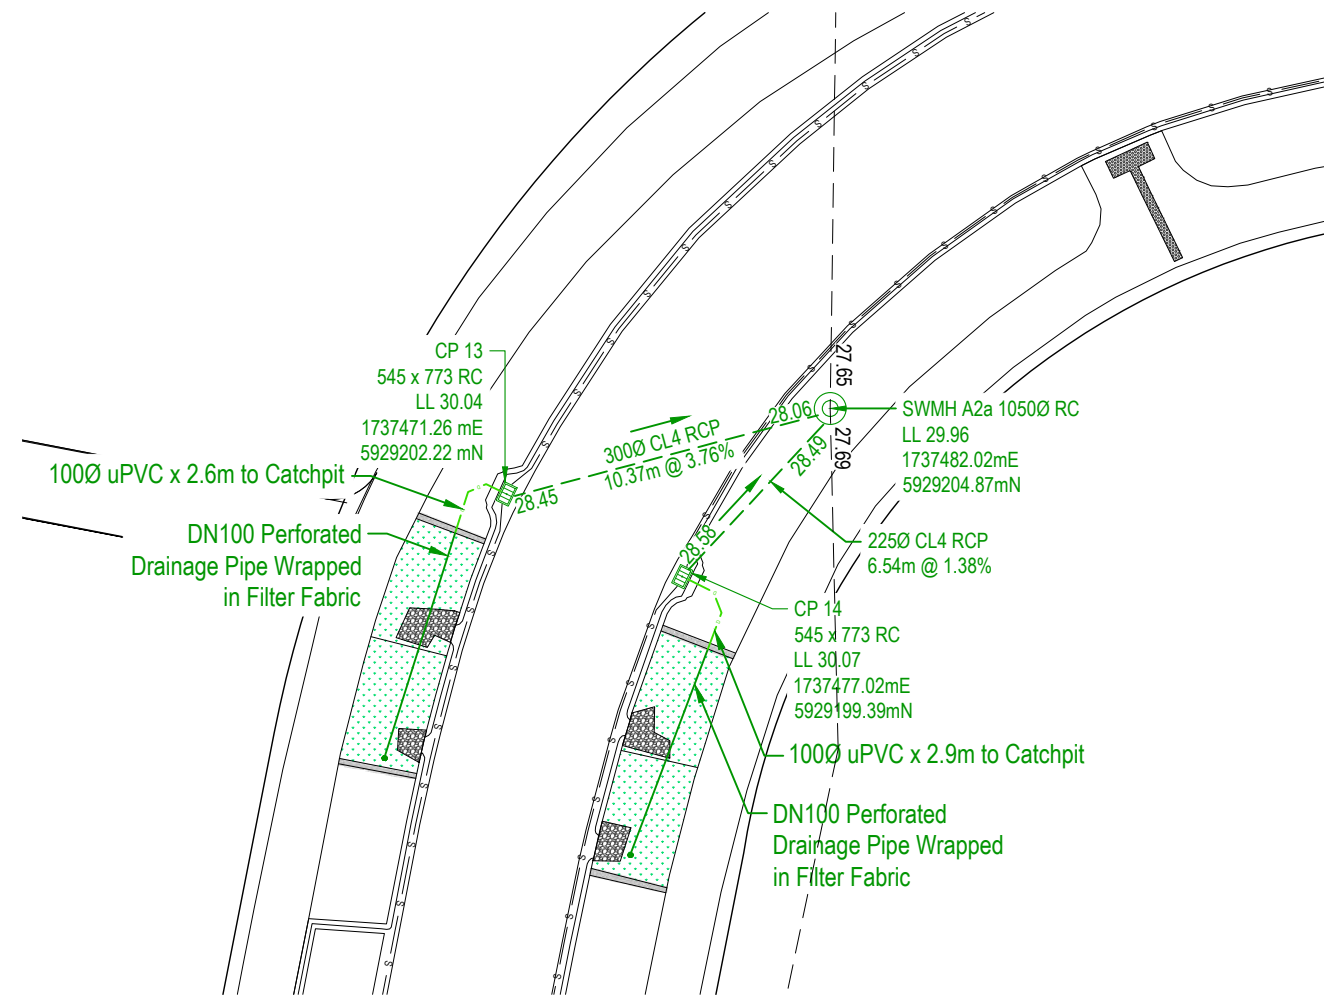 CP 13
545 x 773 RC
LL 30.04
1737471.26 mE
5929202.22 mN
100Ø uPVC x 2.6m to Catchpit
DN100 Perforated
Drainage Pipe Wrapped
in Filter Fabric
300Ø CL4 RCP
10.37m @ 3.76%
28.45
28.06
27.65
27.69
28.49
28.58
SWMH A2a 1050Ø RC
LL 29.96
1737482.02mE
5929204.87mN
225Ø CL4 RCP
6.54m @ 1.38%
CP 14
545 x 773 RC
LL 30.07
1737477.02mE
5929199.39mN
100Ø uPVC x 2.9m to Catchpit
DN100 Perforated
Drainage Pipe Wrapped
in Filter Fabric